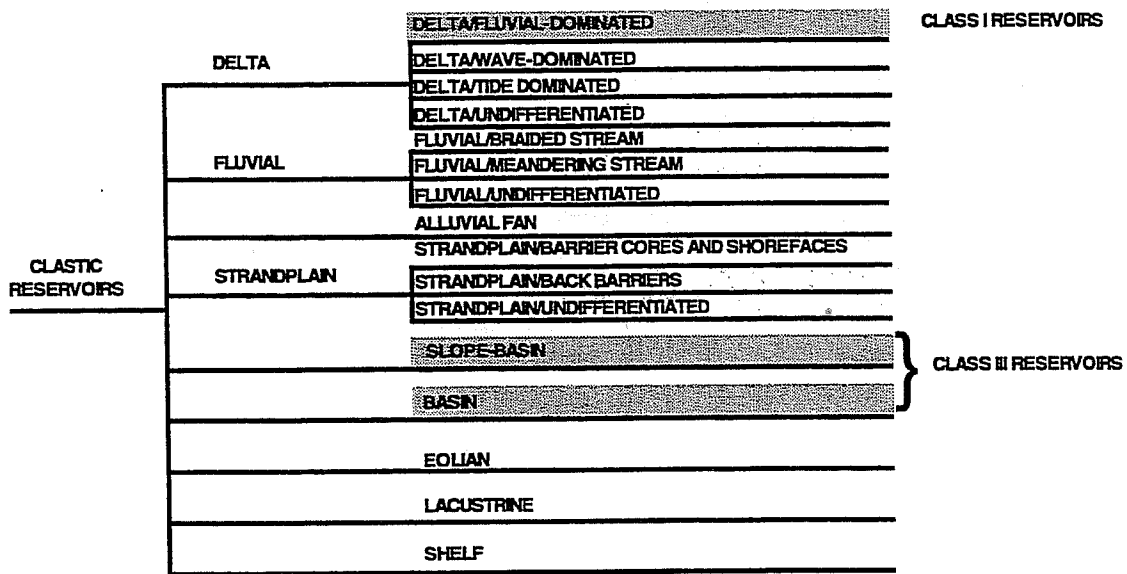 DELTA/FLUVIAL-DOMINATED
CLASS I RESERVOIRS
DELTA
DELTA/WAVE-DOMINATED
DELTA/TIDE DOMINATED
DELTA/UNDIFFERENTIATED
FLUVIAL/BRAIDED STREAM
FLUVIAL
FLUVIAL/MEANDERING STREAM
FLUVIAL/UNDIFFERENTIATED
ALLUVIAL FAN
STRANDPLAIN/BARRIER CORES AND SHOREFACES
CLASTIC
RESERVOIRS
STRANDPLAIN
STRANDPLAIN/BACK BARRIERS
STRANDPLAIN/UNDIFFERENTIATED
SLOPE-BASIN
CLASS III RESERVOIRS
BASIN
EOLIAN
LACUSTRINE
SHELF